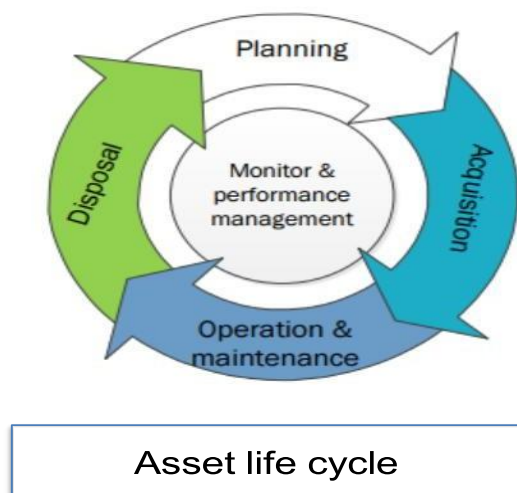 Planning
Acquisition
Monitor &
performance
management
Disposal
Operation &
maintenance
Asset life cycle